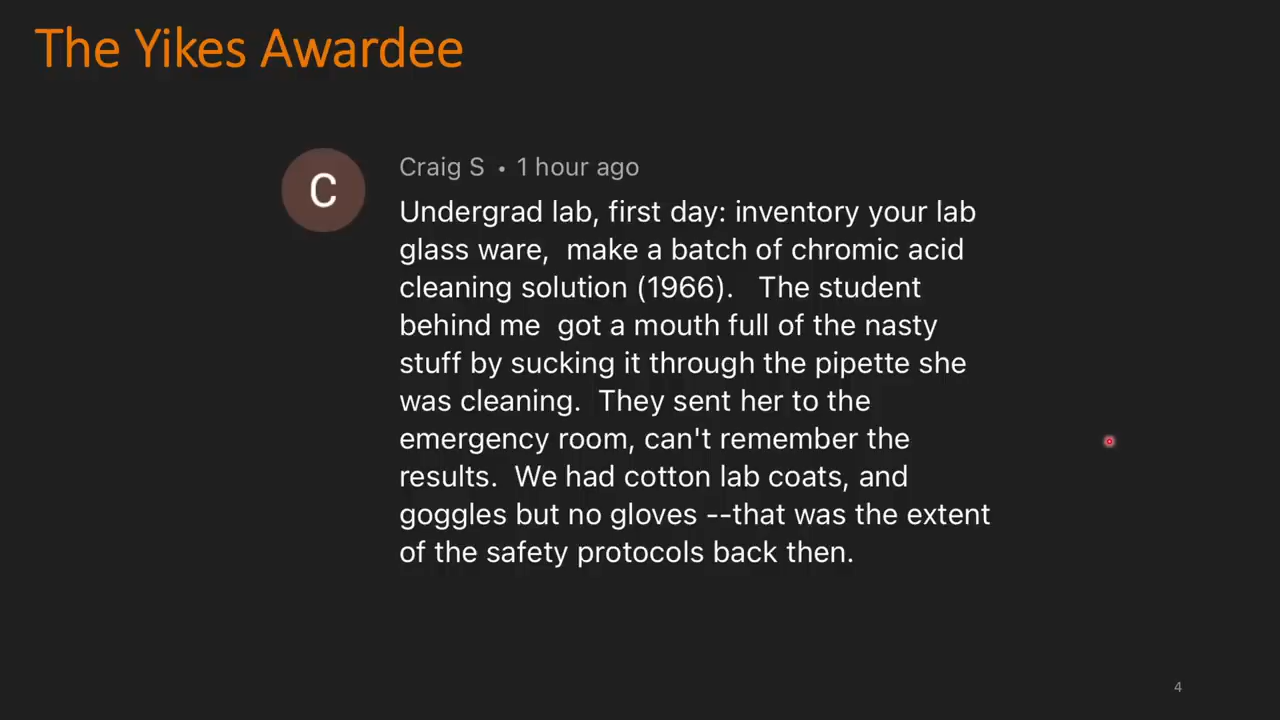 The Yikes Awardee
C
Craig S • 1 hour ago
Undergrad lab, first day: inventory your lab
glass ware,  make a batch of chromic acid
cleaning solution (1966).   The student
behind me  got a mouth full of the nasty
stuff by sucking it through the pipette she
was cleaning.  They sent her to the
emergency room, can't remember the
results.  We had cotton lab coats, and
goggles but no gloves --that was the extent
of the safety protocols back then.
4